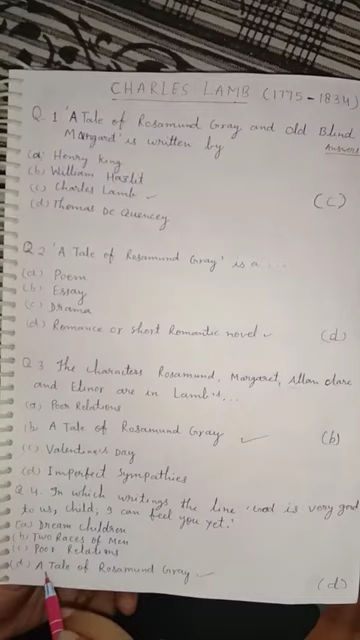 CHARLES LAMB (1775-1834)
Q.1 'A Tale of Rosamund Gray and old Blind
Margard' is written by
Answer
(a) Henry King
(b) William Hazlit
(c) Charles Lamb ✓
(C)
(d) Thomas De Quencey
Q.2 'A Tale of Rosamund Gray' is a ....
(a) Poem
(b) Essay
(c) Drama
(d) Romance or short Romantic novel ✓
(d)
Q.3 The characters Rosamund, Margaret, Allan Clare
and Elinor are in Lamb's...
(a) Poor Relations
(b) A Tale of Rosamund Gray ✓
(b)
(c) Valentine's Day
(d) Imperfect Sympathies
Q.4. In which writings the line 'God is very good
to us, child; I can feel you yet.'
(a) Dream children
(b) Two Races of Men
(c) Poor Relations
(d) A Tale of Rosamund Gray ✓
(d)